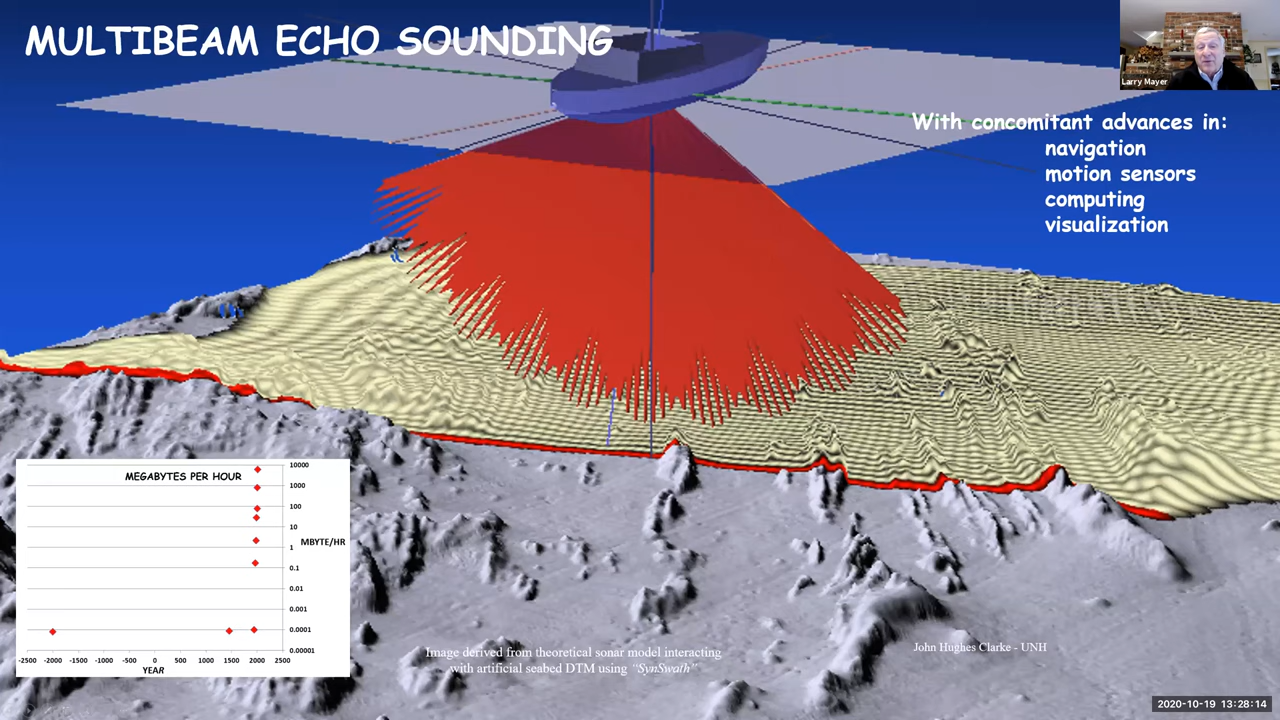 MULTIBEAM ECHO SOUNDING
Larry Mayer
With concomitant advances in:
navigation
motion sensors
computing
visualization
MEGABYTES PER HOUR
10000
1000
100
10
1
MBYTE/HR
0.1
0.01
0.001
0.0001
0.00001
-2500 -2000 -1500 -1000 -500 0 500 1000 1500 2000 2500
YEAR
Image derived from theoretical sonar model interacting
with artificial seabed DTM using "SynSwath"
John Hughes Clarke - UNH
2020-10-19 13:28:14